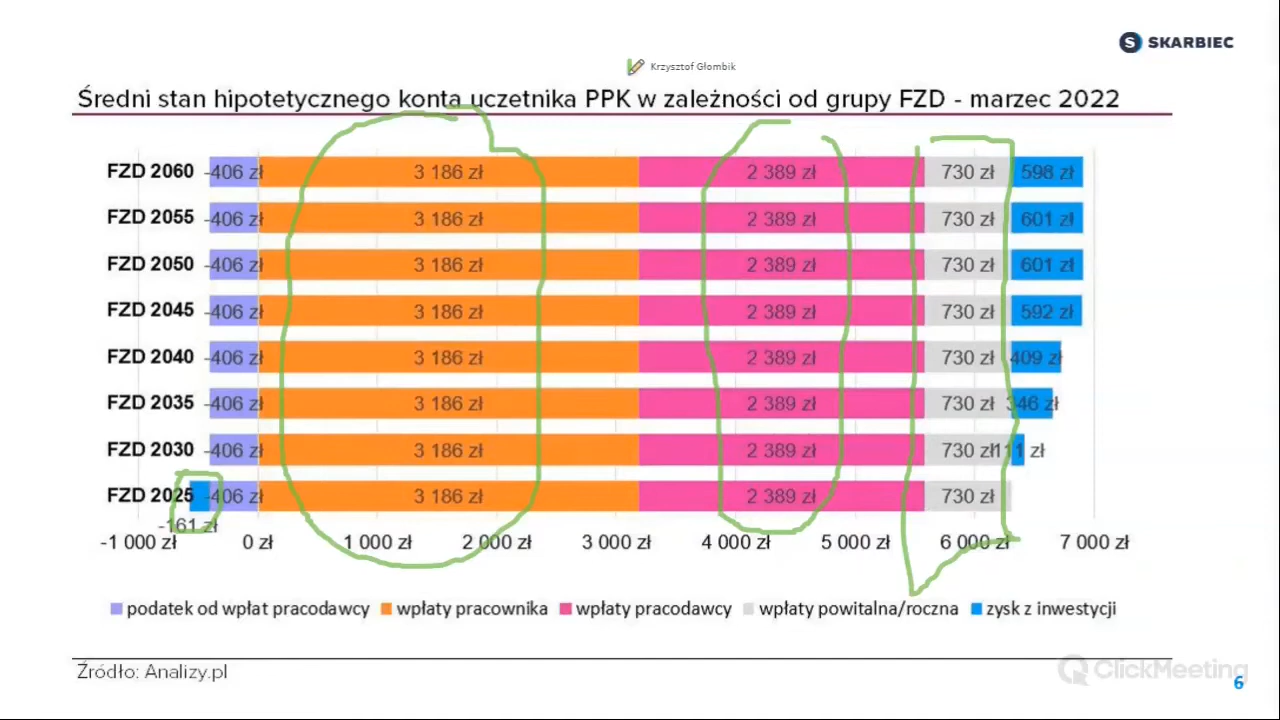 S SKARBIEC
Krzysztof Głombik
Średni stan hipotetycznego konta uczetnika PPK w zależności od grupy FZD - marzec 2022
FZD 2060 -406 zł 3 186 zł 2 389 zł 730 zł 598 zł
FZD 2055 -406 zł 3 186 zł 2 389 zł 730 zł 601 zł
FZD 2050 -406 zł 3 186 zł 2 389 zł 730 zł 601 zł
FZD 2045 -406 zł 3 186 zł 2 389 zł 730 zł 592 zł
FZD 2040 -406 zł 3 186 zł 2 389 zł 730 zł 409 zł
FZD 2035 -406 zł 3 186 zł 2 389 zł 730 zł 346 zł
FZD 2030 -406 zł 3 186 zł 2 389 zł 730 zł 111 zł
FZD 2025 -406 zł 3 186 zł 2 389 zł 730 zł
-161 zł
-1 000 zł 0 zł 1 000 zł 2 000 zł 3 000 zł 4 000 zł 5 000 zł 6 000 zł 7 000 zł
podatek od wpłat pracodawcy wpłaty pracownika wpłaty pracodawcy wpłaty powitalna/roczna zysk z inwestycji
Źródło: Analizy.pl
ClickMeeting
6